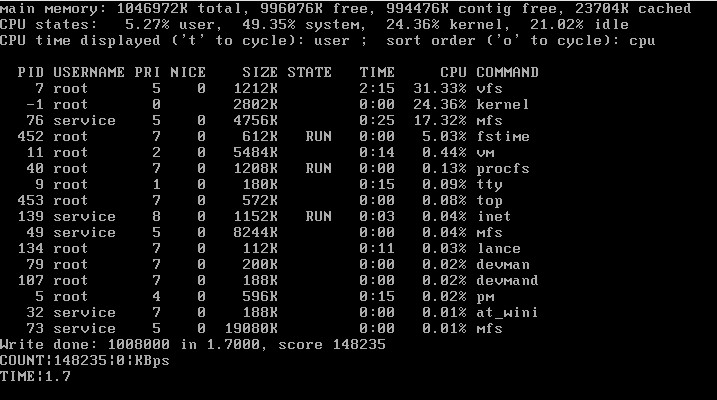 main memory: 1046972K total, 996076K free, 994476K contig free, 23704K cached
CPU states: 5.27% user, 49.35% system, 24.36% kernel, 21.02% idle
CPU time displayed ('t' to cycle): user ; sort order ('o' to cycle): cpu
PID USERNAME PRI NICE SIZE STATE TIME CPU COMMAND
7 root 5 0 1212K 2:15 31.33% vfs
-1 root 0 2802K 0:00 24.36% kernel
76 service 5 0 4756K 0:25 17.32% mfs
452 root 7 0 612K RUN 0:00 5.03% fstime
11 root 2 0 5484K 0:14 0.44% vm
40 root 7 0 1208K RUN 0:00 0.13% procfs
9 root 1 0 180K 0:15 0.09% tty
453 root 7 0 572K 0:00 0.08% top
139 service 8 0 1152K RUN 0:03 0.04% inet
49 service 5 0 8244K 0:00 0.04% mfs
134 root 7 0 112K 0:11 0.03% lance
79 root 7 0 200K 0:00 0.02% devman
107 root 7 0 188K 0:00 0.02% devmand
5 root 4 0 596K 0:15 0.02% pm
32 service 7 0 188K 0:00 0.01% at_wini
73 service 5 0 19080K 0:00 0.01% mfs
Write done: 1008000 in 1.7000, score 148235
COUNT|148235|0|KBps
TIME|1.7